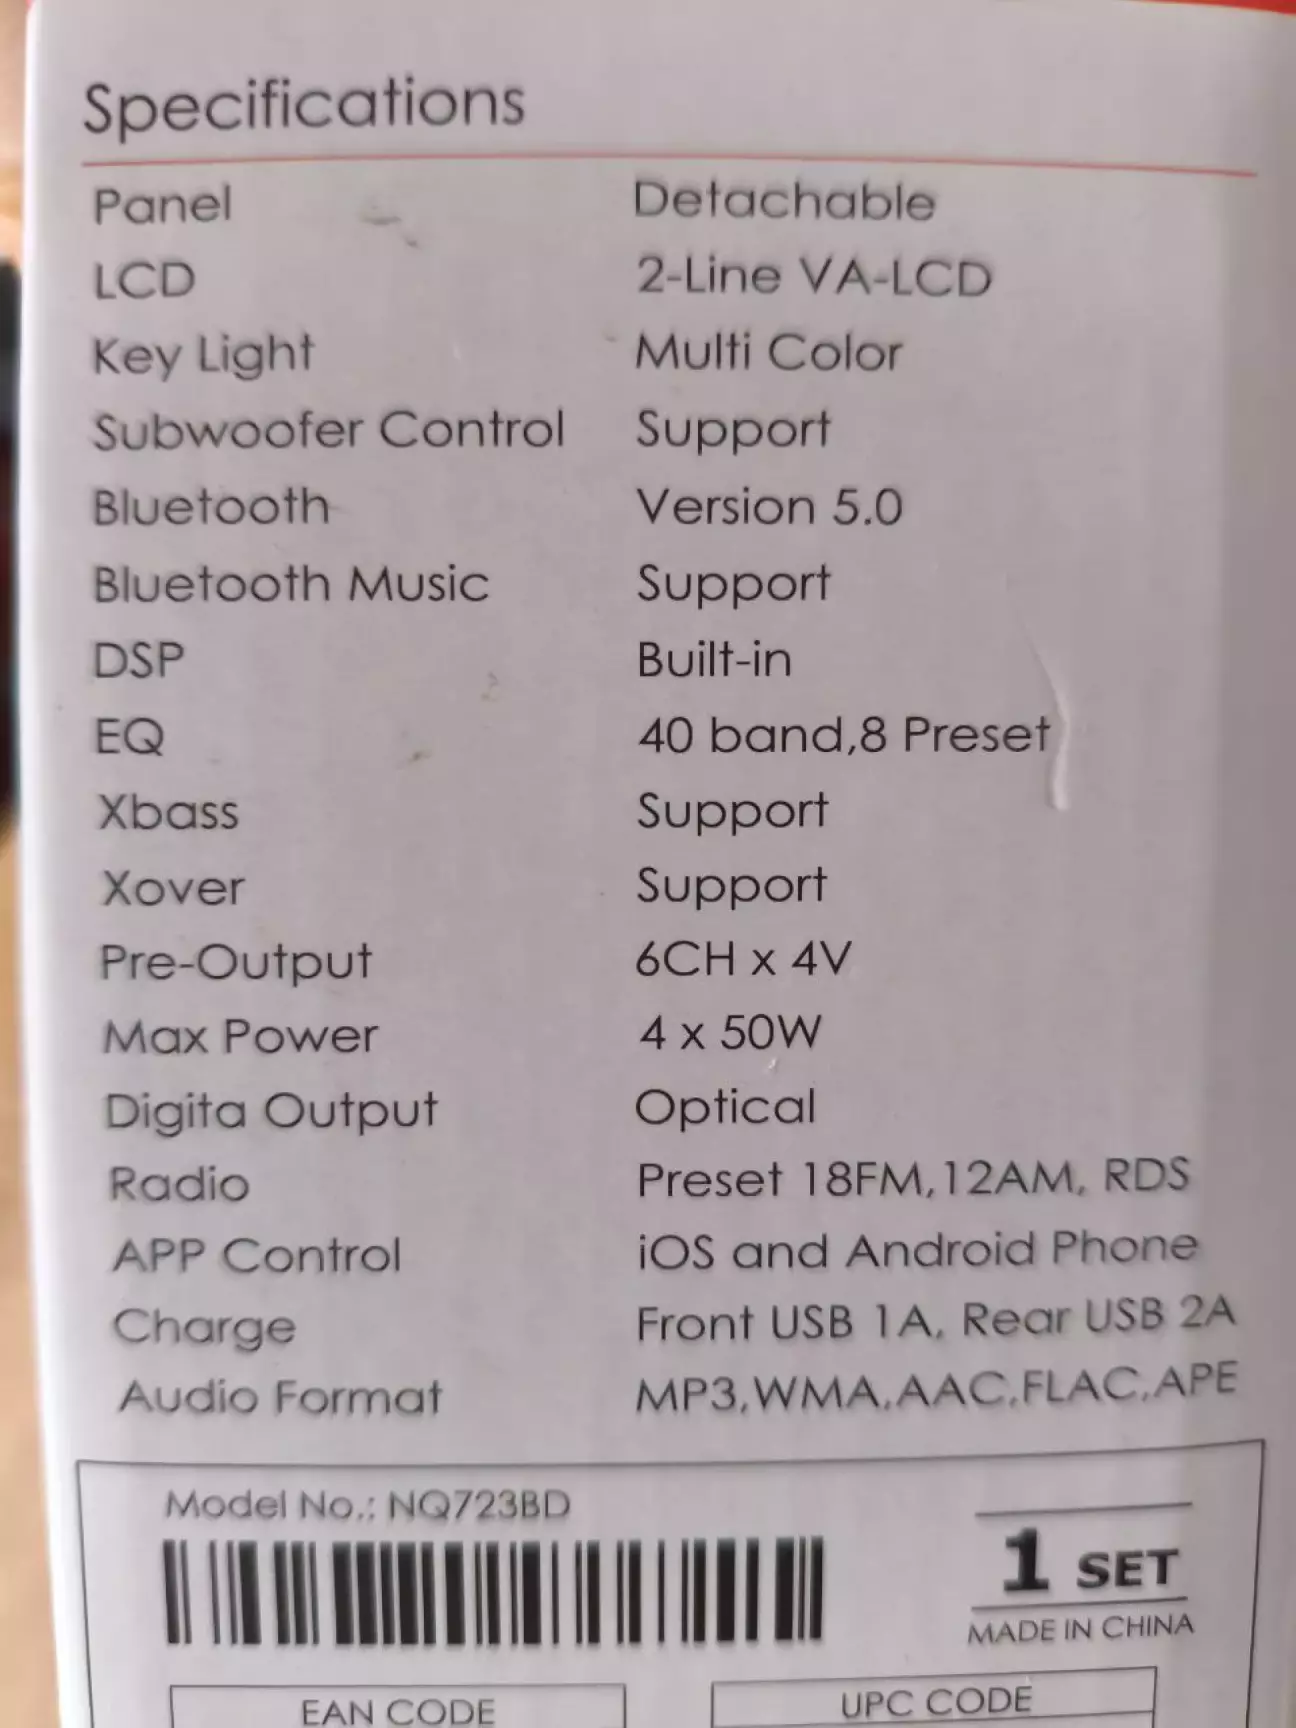 Specifications
Panel Detachable
LCD 2-Line VA-LCD
Key Light Multi Color
Subwoofer Control Support
Bluetooth Version 5.0
Bluetooth Music Support
DSP Built-in
EQ 40 band,8 Preset
Xbass Support
Xover Support
Pre-Output 6CH x 4V
Max Power 4 x 50W
Digita Output Optical
Radio Preset 18FM,12AM, RDS
APP Control iOS and Android Phone
Charge Front USB 1A, Rear USB 2A
Audio Format MP3,WMA,AAC,FLAC,APE
Model No.: NQ723BD
1 SET
MADE IN CHINA
EAN CODE UPC CODE